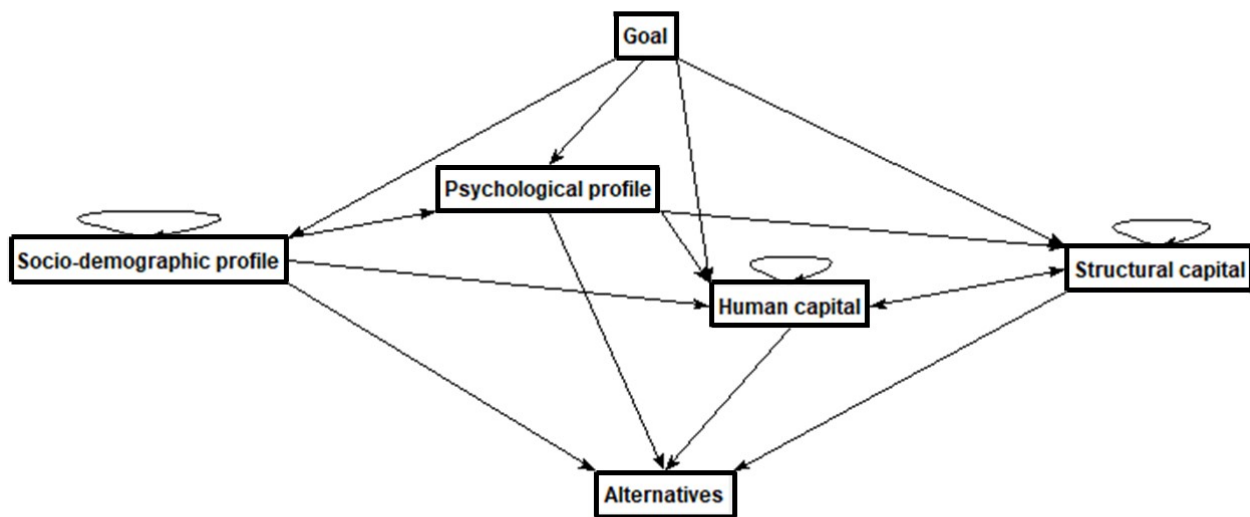 Goal
Psychological profile
Socio-demographic profile
Structural capital
Human capital
Alternatives